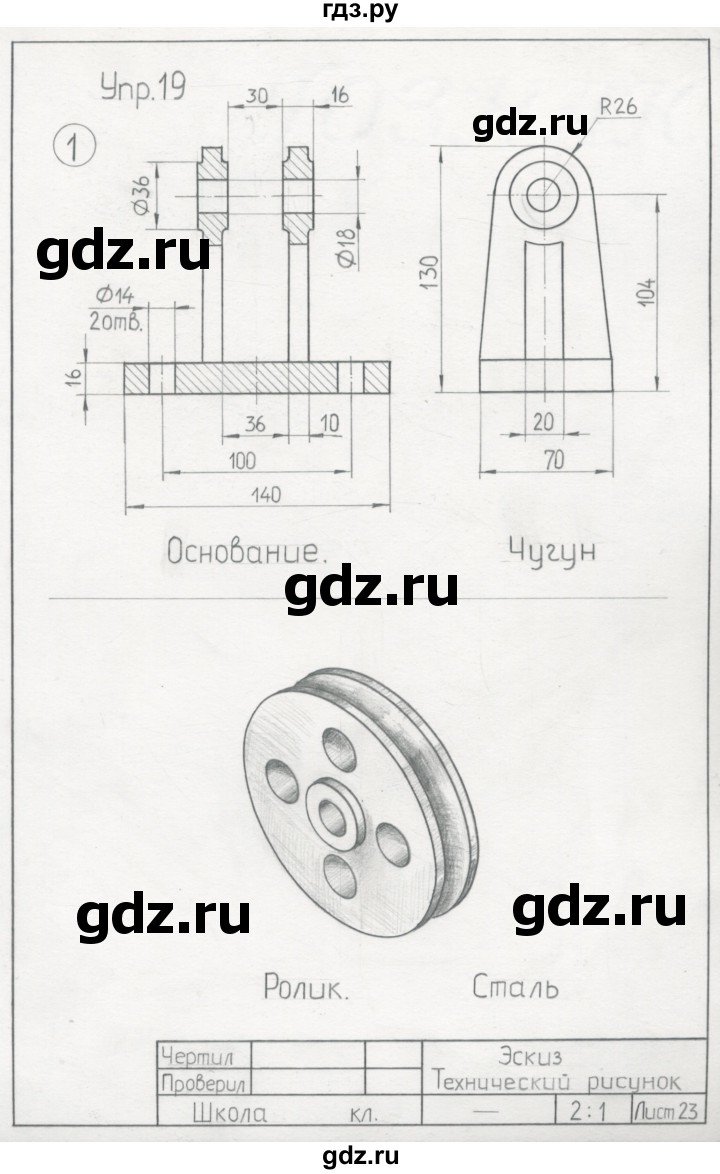 гдз.ру
Упр.19
1
30
16
R26
gdz.ru
Ø36
Ø18
gdz.ru
130
104
Ø14
2отв.
16
36
10
100
140
20
70
Основание.
Чугун
gdz.ru
gdz.ru
gdz.ru
Ролик.
Сталь
Чертил
Эскиз
Проверил
Технический рисунок
Школа кл.
—
2:1
Лист 23
gdz.ru